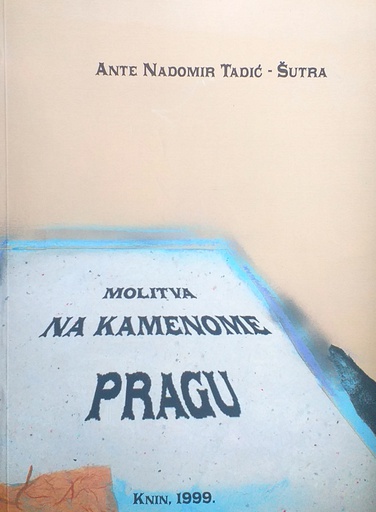 ANTE NADOMIR TADIĆ - ŠUTRA
MOLITVA
NA KAMENOME
PRAGU
KNIN, 1999.